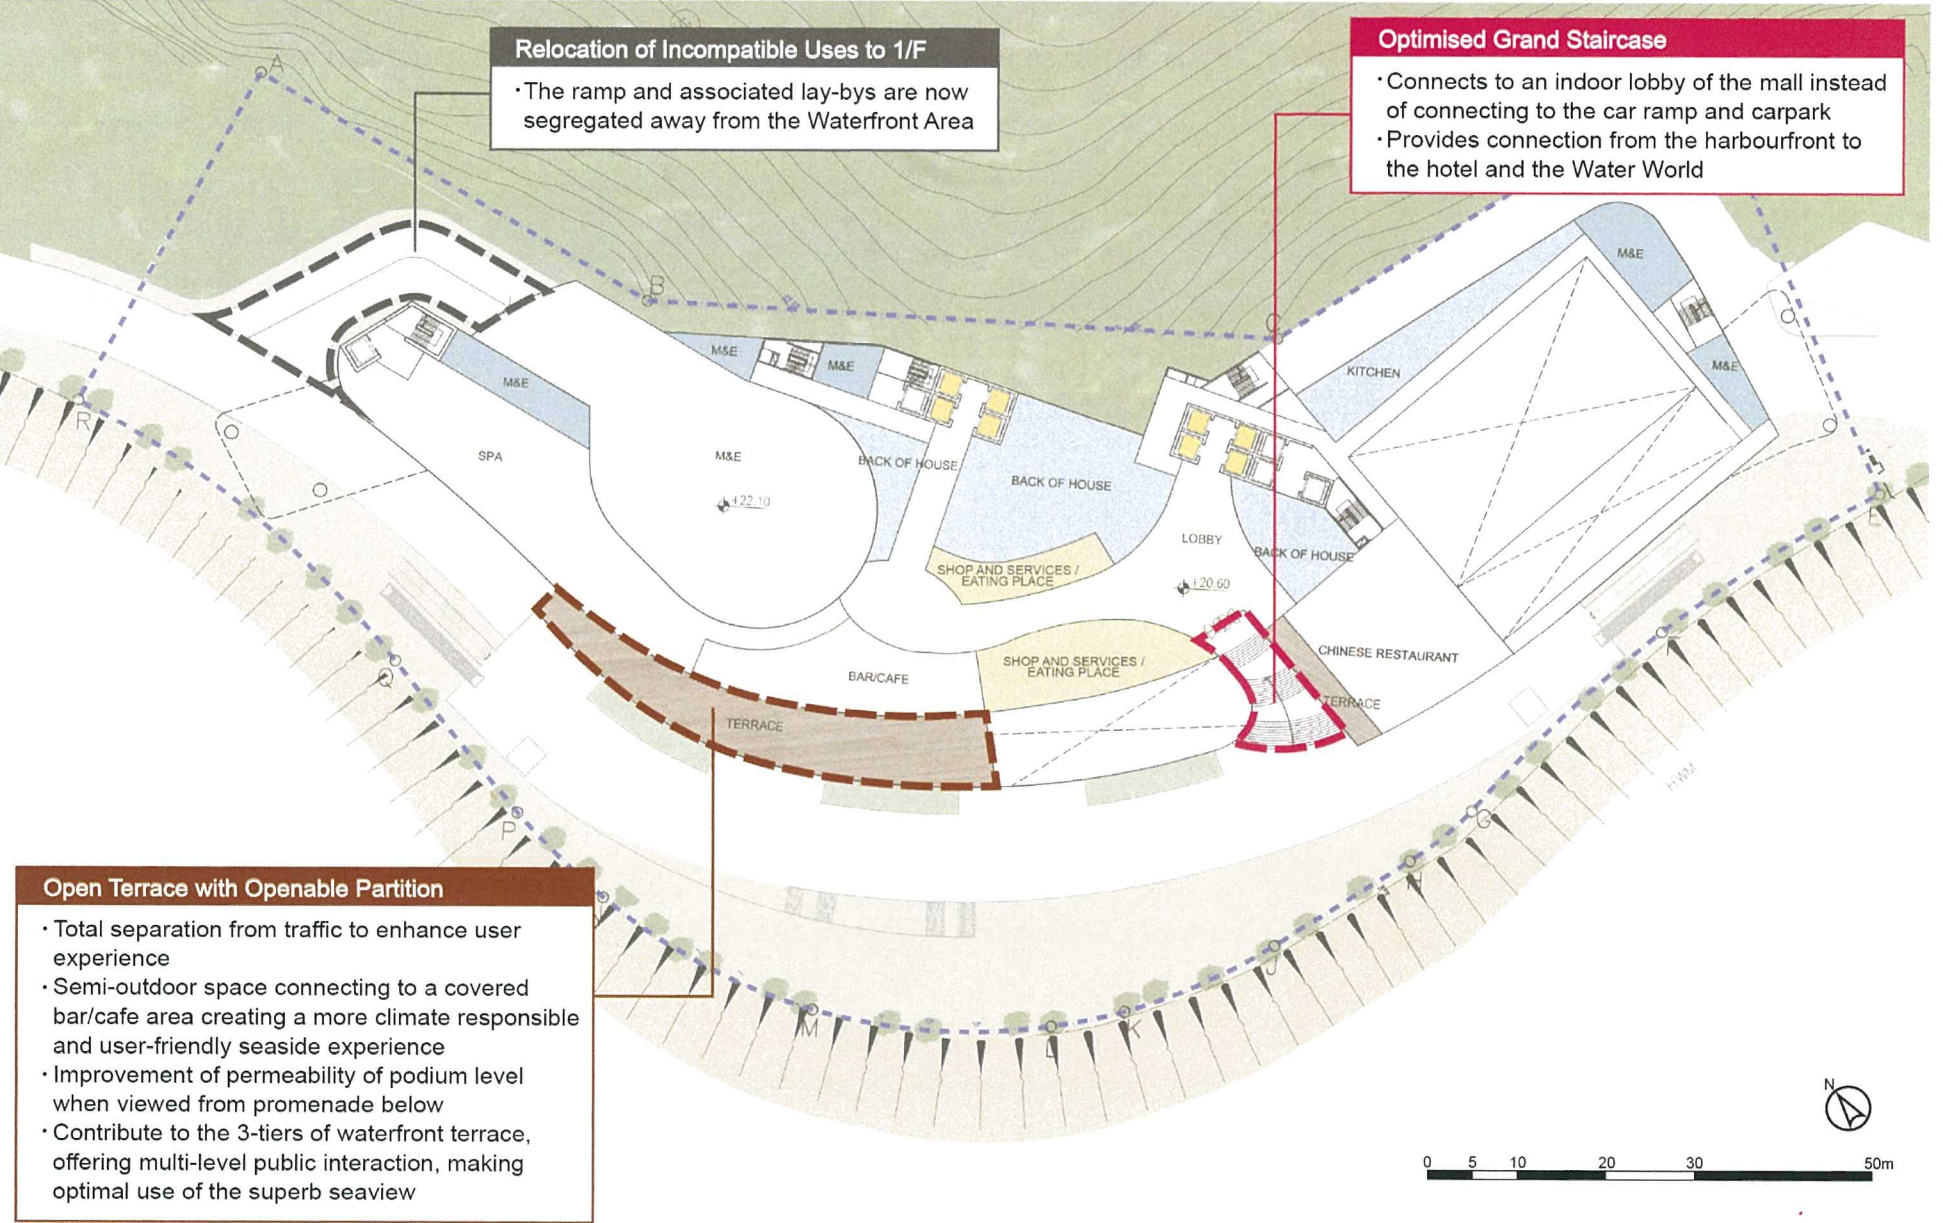 Relocation of Incompatible Uses to 1/F
· The ramp and associated lay-bys are now
segregated away from the Waterfront Area
Optimised Grand Staircase
· Connects to an indoor lobby of the mall instead
of connecting to the car ramp and carpark
· Provides connection from the harbourfront to
the hotel and the Water World
A
B
C
M&E
M&E
M&E
M&E
M&E
KITCHEN
R
SPA
M&E
+22.10
BACK OF HOUSE
BACK OF HOUSE
LOBBY
BACK OF HOUSE
+20.60
E
SHOP AND SERVICES /
EATING PLACE
SHOP AND SERVICES /
EATING PLACE
CHINESE RESTAURANT
BAR/CAFE
TERRACE
TERRACE
Q
HWM
P
G
H
J
M
L
K
Open Terrace with Openable Partition
· Total separation from traffic to enhance user
experience
· Semi-outdoor space connecting to a covered
bar/cafe area creating a more climate responsible
and user-friendly seaside experience
· Improvement of permeability of podium level
when viewed from promenade below
· Contribute to the 3-tiers of waterfront terrace,
offering multi-level public interaction, making
optimal use of the superb seaview
N
0 5 10 20 30 50m